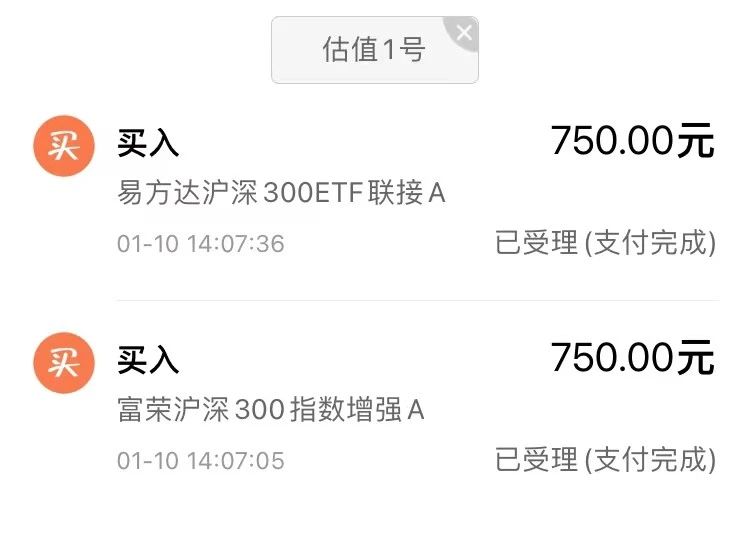 估值1号
买 买入 750.00元
易方达沪深300ETF联接A
01-10 14:07:36 已受理(支付完成)
买 买入 750.00元
富荣沪深300指数增强A
01-10 14:07:05 已受理(支付完成)